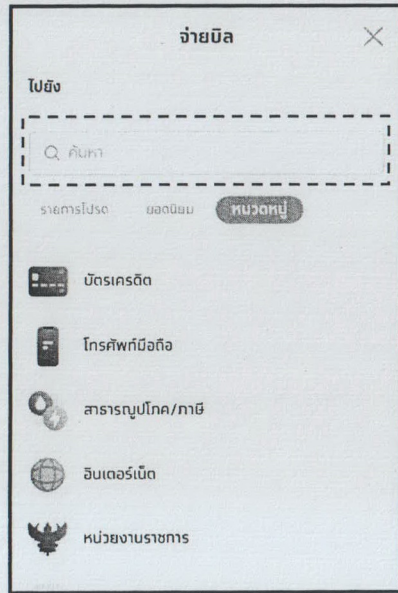 จ่ายบิล
ไปยัง
ค้นหา
รายการโปรด ยอดนิยม หมวดหมู่
บัตรเครดิต
โทรศัพท์มือถือ
สาธารณูปโภค/ภาษี
อินเตอร์เน็ต
หน่วยงานราชการ